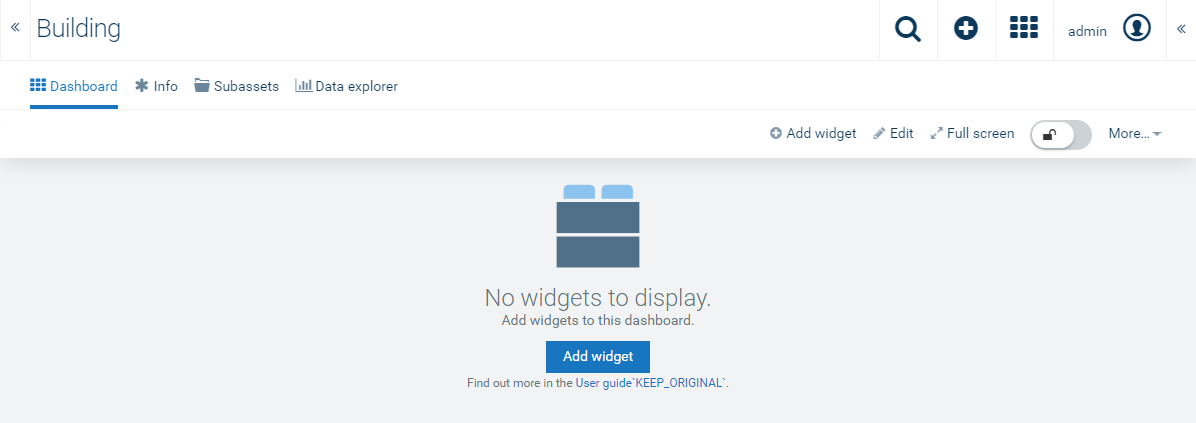 Building
admin
Dashboard Info Subassets Data explorer
Add widget Edit Full screen More...
No widgets to display.
Add widgets to this dashboard.
Add widget
Find out more in the User guide`KEEP_ORIGINAL`.